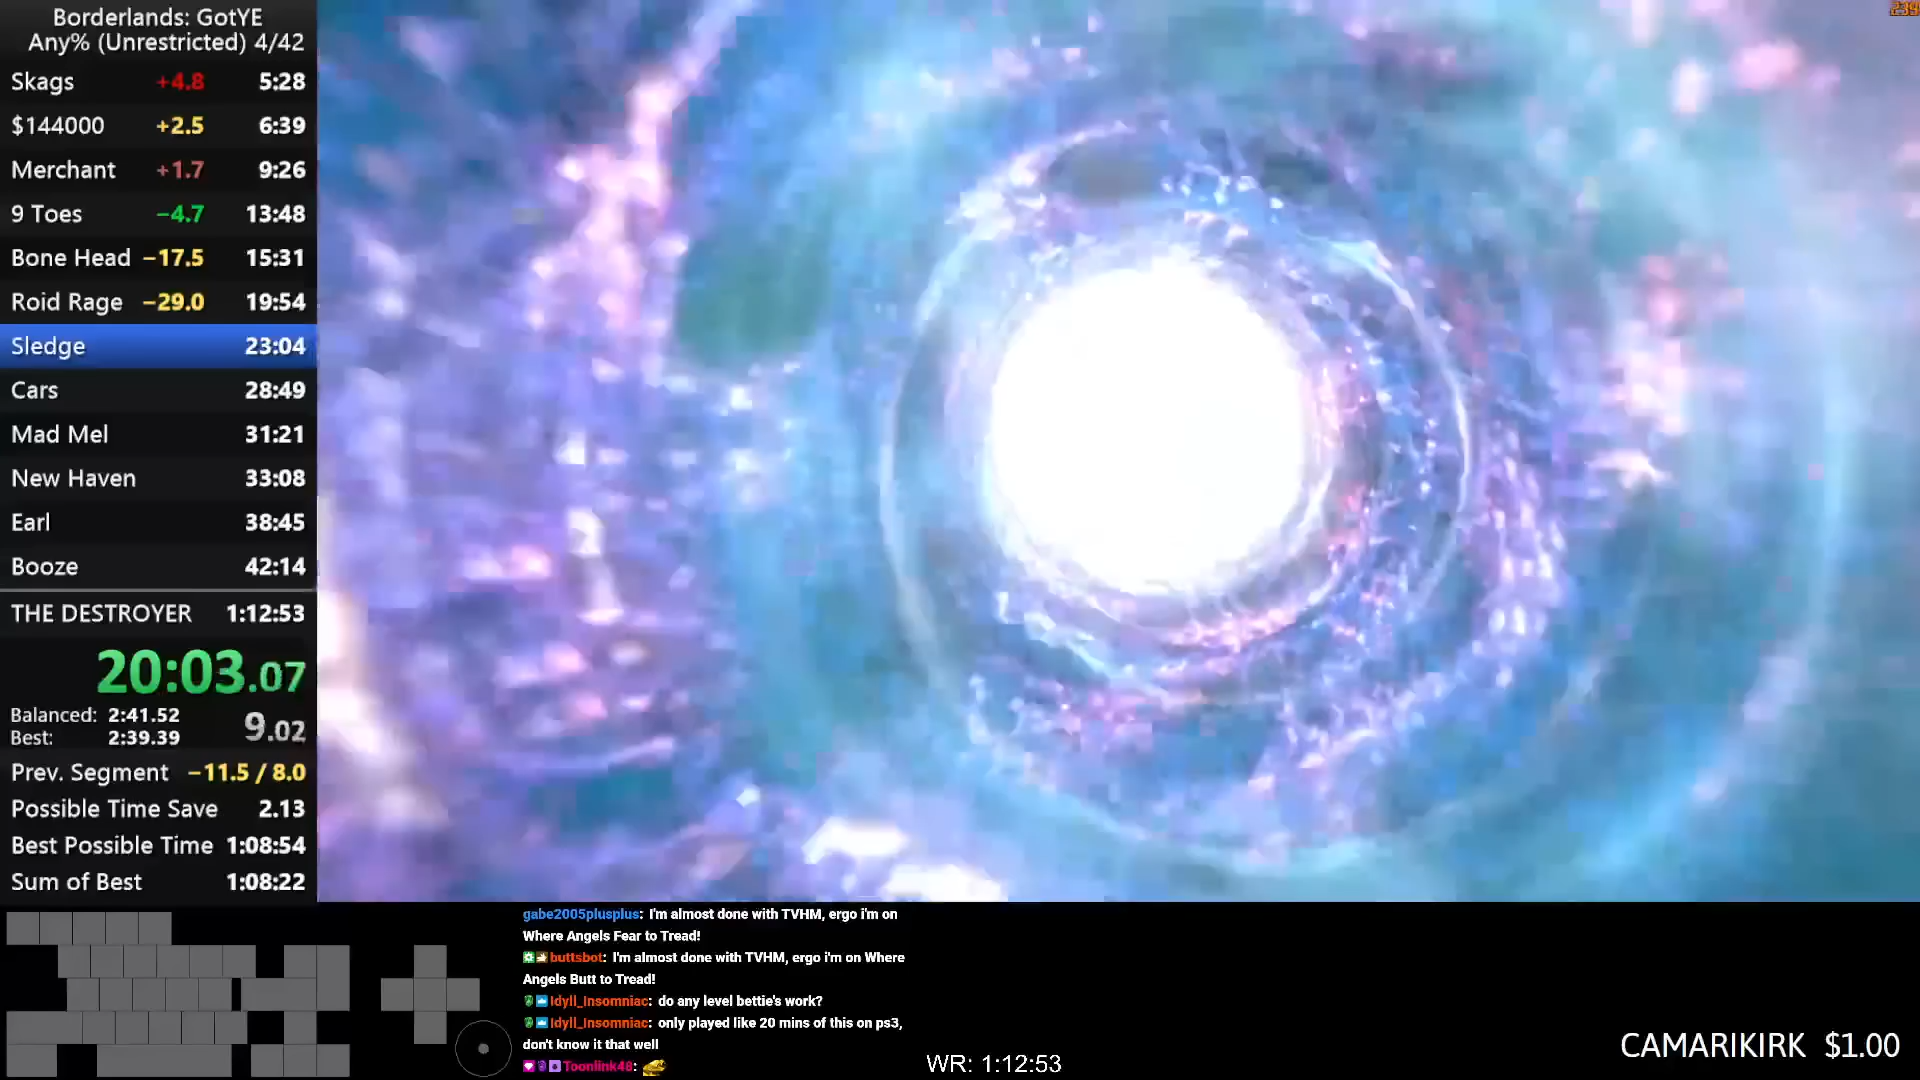 Borderlands: GotYE
Any% (Unrestricted) 4/42
Skags +4.8 5:28
$144000 +2.5 6:39
Merchant +1.7 9:26
9 Toes −4.7 13:48
Bone Head −17.5 15:31
Roid Rage −29.0 19:54
Sledge 23:04
Cars 28:49
Mad Mel 31:21
New Haven 33:08
Earl 38:45
Booze 42:14
THE DESTROYER 1:12:53
20:03.07
Balanced: 2:41.52
Best: 2:39.39
9.02
Prev. Segment −11.5 / 8.0
Possible Time Save 2.13
Best Possible Time 1:08:54
Sum of Best 1:08:22
239
gabe2005plusplus: I'm almost done with TVHM, ergo i'm on
Where Angels Fear to Tread!
buttsbot: I'm almost done with TVHM, ergo i'm on Where
Angels Butt to Tread!
Idyll_Insomniac: do any level bettie's work?
Idyll_Insomniac: only played like 20 mins of this on ps3,
don't know it that well
Toonlink48:
WR: 1:12:53
CAMARIKIRK $1.00